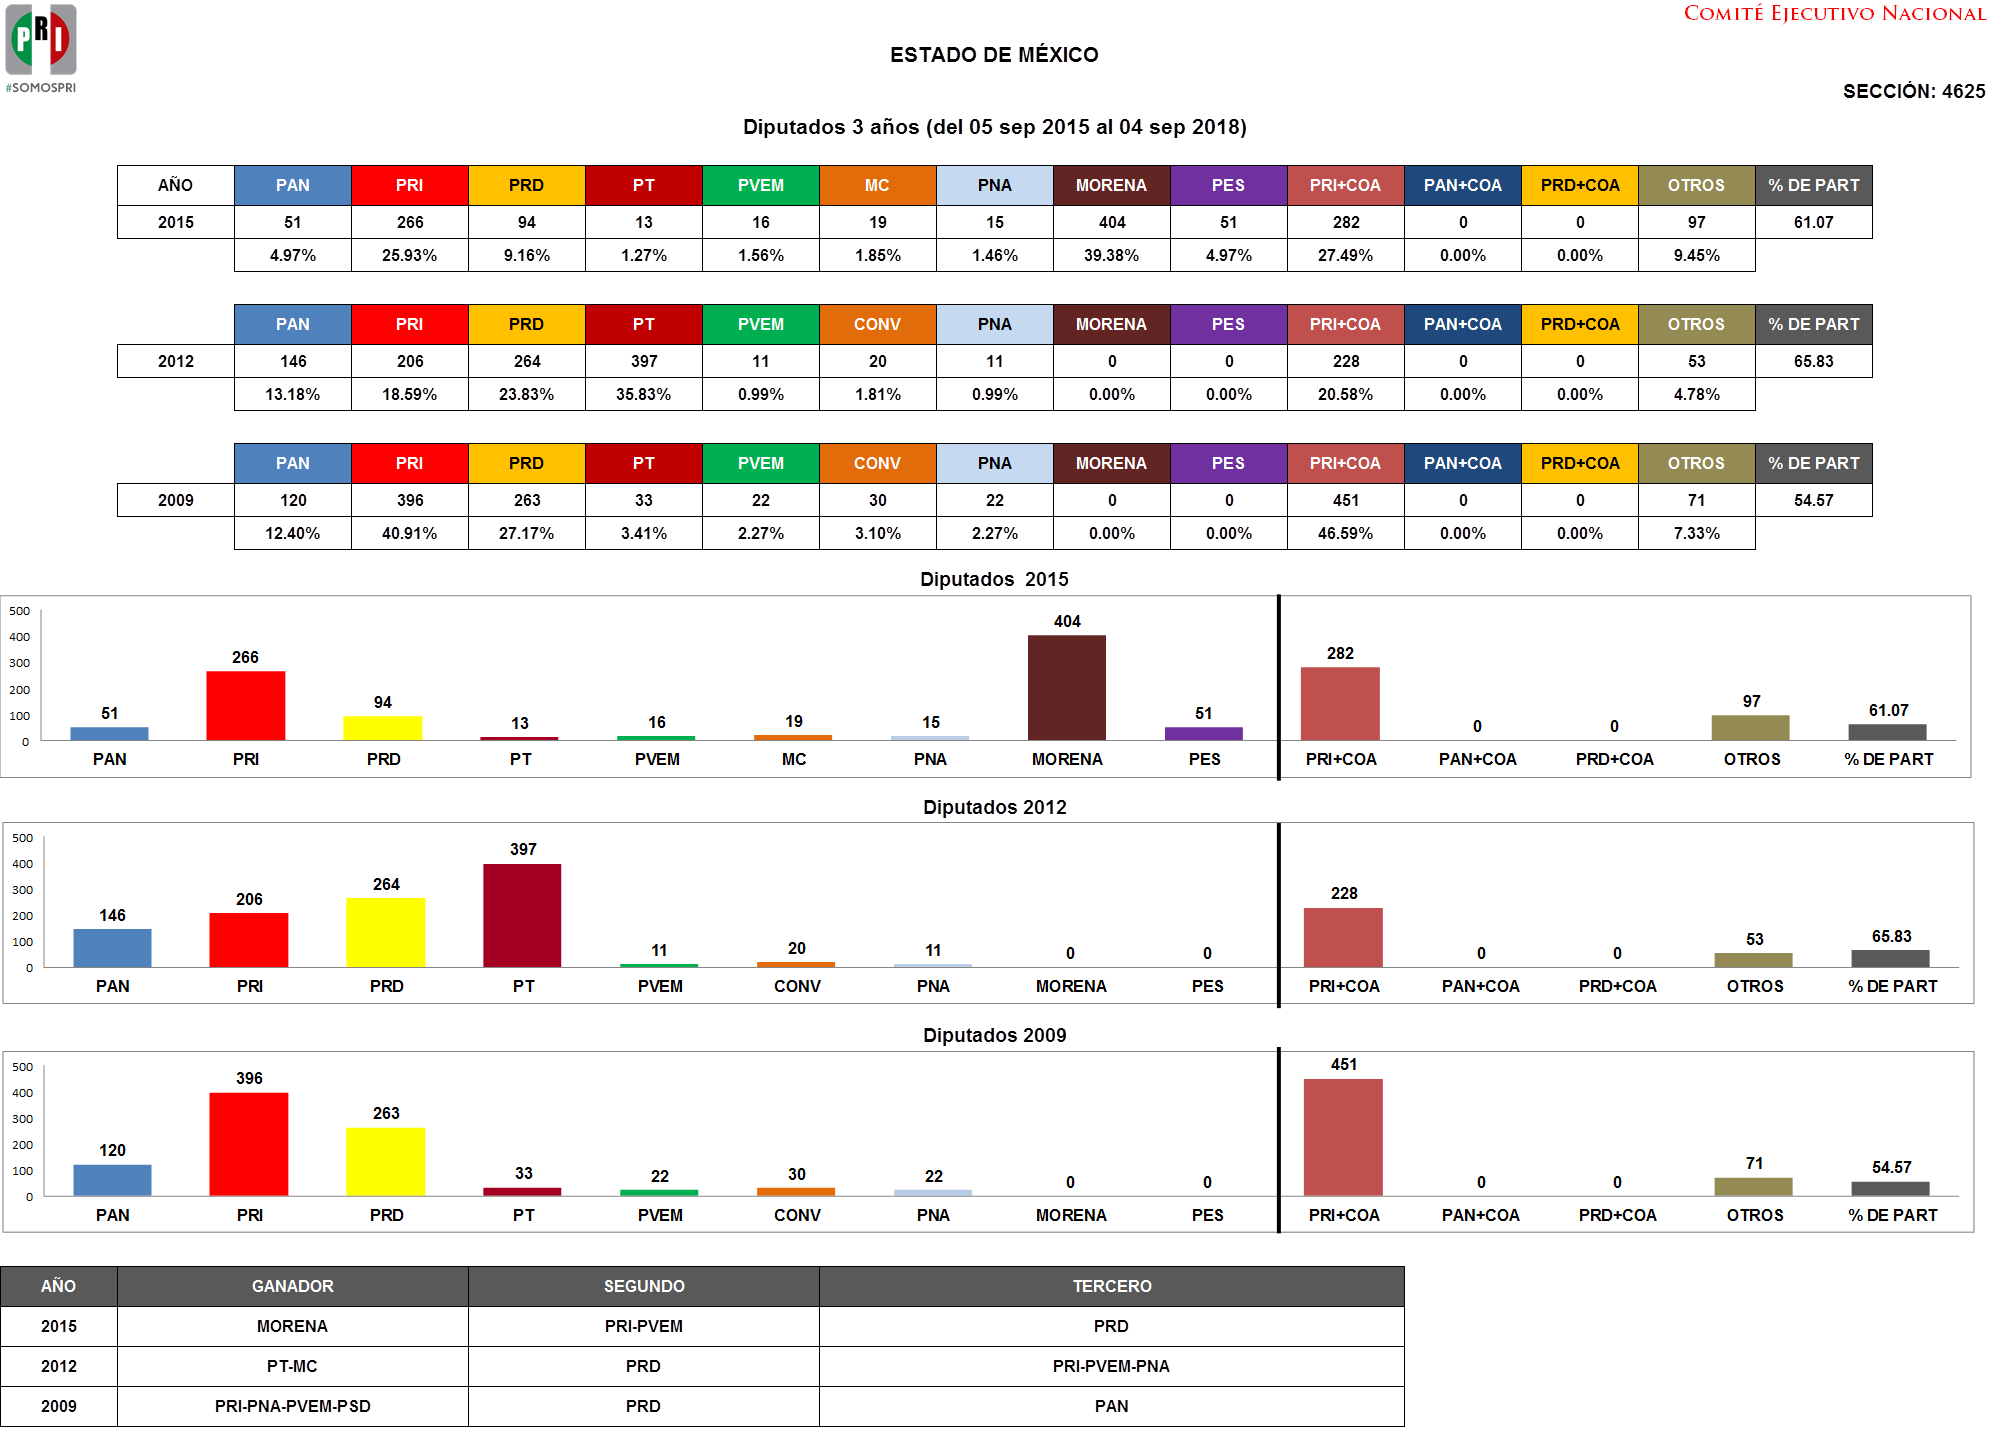 PRI
#SOMOSPRI
COMITÉ EJECUTIVO NACIONAL
ESTADO DE MÉXICO
SECCIÓN: 4625
Diputados 3 años (del 05 sep 2015 al 04 sep 2018)
AÑO PAN PRI PRD PT PVEM MC PNA MORENA PES PRI+COA PAN+COA PRD+COA OTROS % DE PART
2015 51 266 94 13 16 19 15 404 51 282 0 0 97 61.07
4.97% 25.93% 9.16% 1.27% 1.56% 1.85% 1.46% 39.38% 4.97% 27.49% 0.00% 0.00% 9.45%
PAN PRI PRD PT PVEM CONV PNA MORENA PES PRI+COA PAN+COA PRD+COA OTROS % DE PART
2012 146 206 264 397 11 20 11 0 0 228 0 0 53 65.83
13.18% 18.59% 23.83% 35.83% 0.99% 1.81% 0.99% 0.00% 0.00% 20.58% 0.00% 0.00% 4.78%
PAN PRI PRD PT PVEM CONV PNA MORENA PES PRI+COA PAN+COA PRD+COA OTROS % DE PART
2009 120 396 263 33 22 30 22 0 0 451 0 0 71 54.57
12.40% 40.91% 27.17% 3.41% 2.27% 3.10% 2.27% 0.00% 0.00% 46.59% 0.00% 0.00% 7.33%
Diputados 2015
500
400
300
200
100
0
51 266 94 13 16 19 15 404 51 282 0 0 97 61.07
PAN PRI PRD PT PVEM MC PNA MORENA PES PRI+COA PAN+COA PRD+COA OTROS % DE PART
Diputados 2012
500
400
300
200
100
0
146 206 264 397 11 20 11 0 0 228 0 0 53 65.83
PAN PRI PRD PT PVEM CONV PNA MORENA PES PRI+COA PAN+COA PRD+COA OTROS % DE PART
Diputados 2009
500
400
300
200
100
0
120 396 263 33 22 30 22 0 0 451 0 0 71 54.57
PAN PRI PRD PT PVEM CONV PNA MORENA PES PRI+COA PAN+COA PRD+COA OTROS % DE PART
AÑO GANADOR SEGUNDO TERCERO
2015 MORENA PRI-PVEM PRD
2012 PT-MC PRD PRI-PVEM-PNA
2009 PRI-PNA-PVEM-PSD PRD PAN